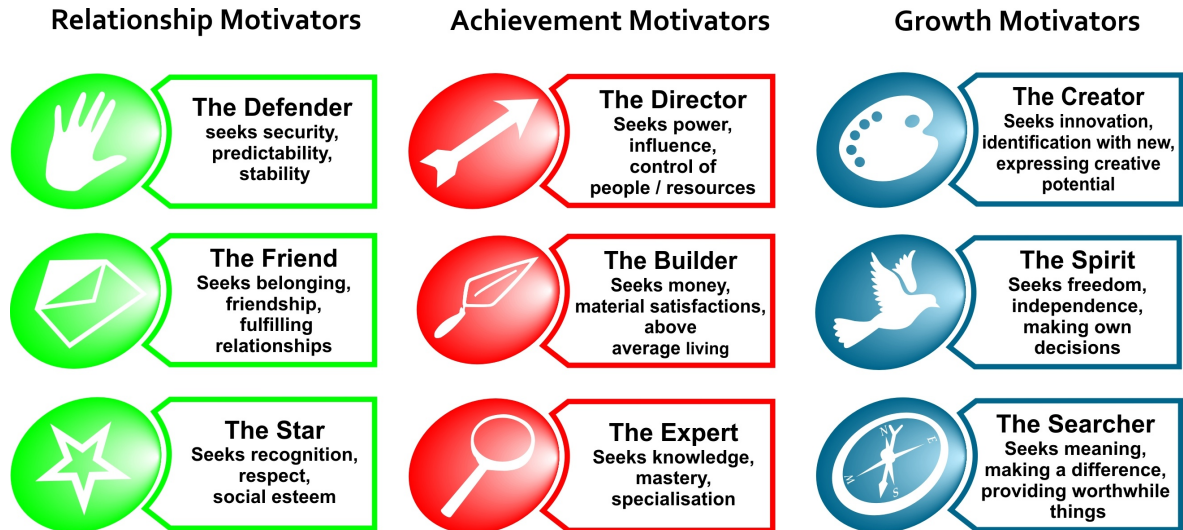 Relationship Motivators
The Defender
seeks security,
predictability,
stability
The Friend
Seeks belonging,
friendship,
fulfilling
relationships
The Star
Seeks recognition,
respect,
social esteem
Achievement Motivators
The Director
Seeks power,
influence,
control of
people / resources
The Builder
Seeks money,
material satisfactions,
above
average living
The Expert
Seeks knowledge,
mastery,
specialisation
Growth Motivators
The Creator
Seeks innovation,
identification with new,
expressing creative
potential
The Spirit
Seeks freedom,
independence,
making own
decisions
N
E
W
S
The Searcher
Seeks meaning,
making a difference,
providing worthwhile
things